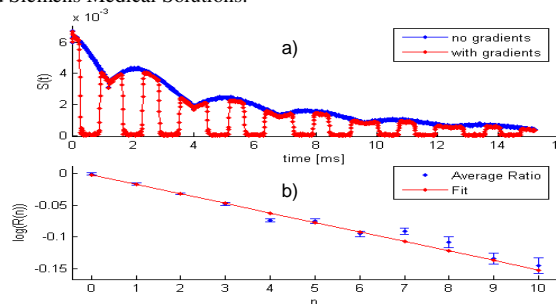 Siemens Medical Solutions.
x 10⁻³
a)
no gradients
with gradients
S(t)
6
4
2
0
0 2 4 6 8 10 12 14 16
time [ms]
b)
Average Ratio
Fit
log(R(n))
0
-0.05
-0.1
-0.15
0 1 2 3 4 5 6 7 8 9 10